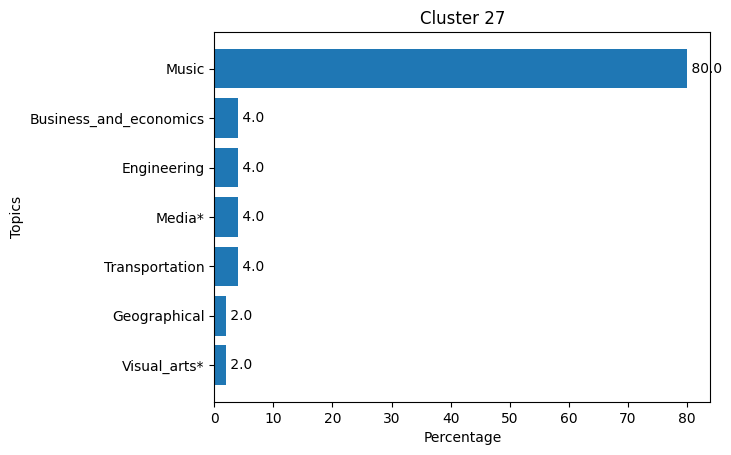 Cluster 27
Topics
Music 80.0
Business_and_economics 4.0
Engineering 4.0
Media* 4.0
Transportation 4.0
Geographical 2.0
Visual_arts* 2.0
0 10 20 30 40 50 60 70 80
Percentage